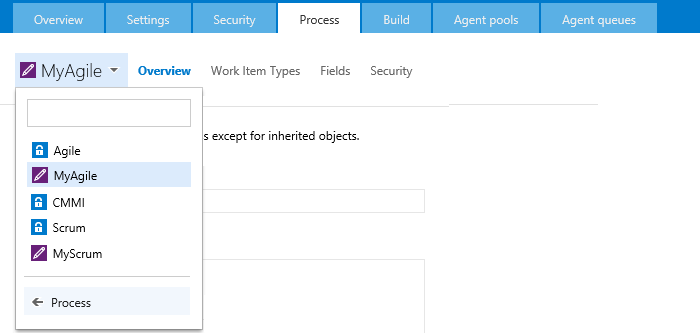 Overview Settings Security Process Build Agent pools Agent queues
MyAgile Overview Work Item Types Fields Security
s except for inherited objects.
Agile
MyAgile
CMMI
Scrum
MyScrum
Process